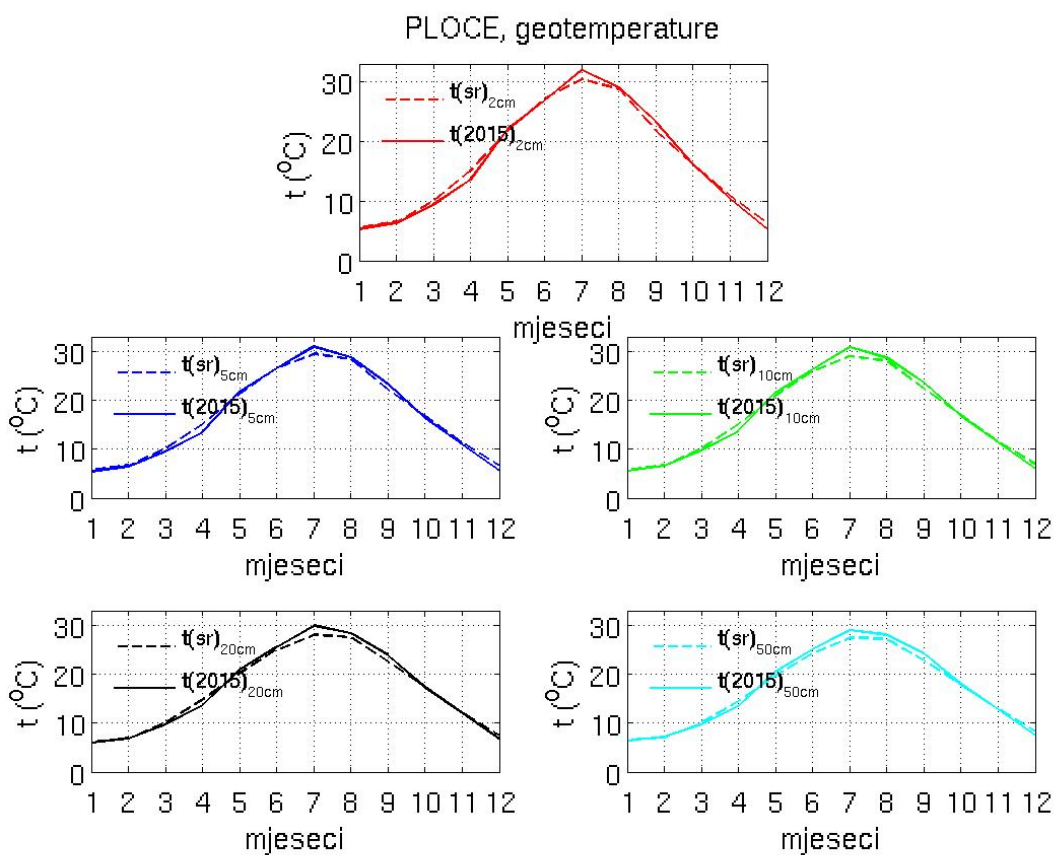 PLOCE, geotemperature
t (°C)
30
20
10
0
t(sr)2cm
t(2015)2cm
1 2 3 4 5 6 7 8 9 10 11 12
mjeseci
t (°C)
30
20
10
0
t(sr)5cm
t(2015)5cm
1 2 3 4 5 6 7 8 9 10 11 12
mjeseci
t (°C)
30
20
10
0
t(sr)10cm
t(2015)10cm
1 2 3 4 5 6 7 8 9 10 11 12
mjeseci
t (°C)
30
20
10
0
t(sr)20cm
t(2015)20cm
1 2 3 4 5 6 7 8 9 10 11 12
mjeseci
t (°C)
30
20
10
0
t(sr)50cm
t(2015)50cm
1 2 3 4 5 6 7 8 9 10 11 12
mjeseci